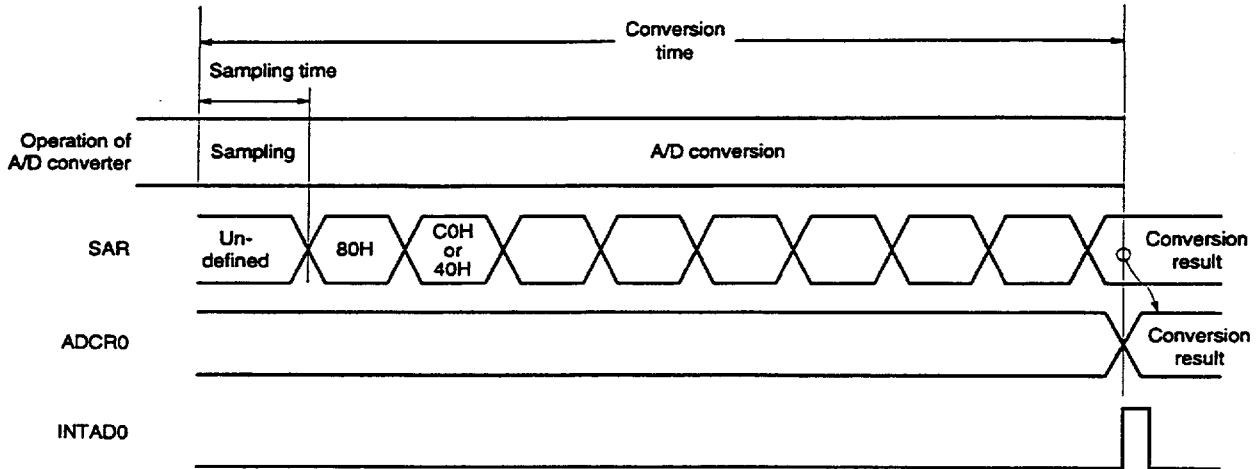 Conversion
time
Sampling time
Operation of
A/D converter
Sampling
A/D conversion
SAR
Un-
defined
80H
C0H
or
40H
Conversion
result
ADCR0
Conversion
result
INTAD0